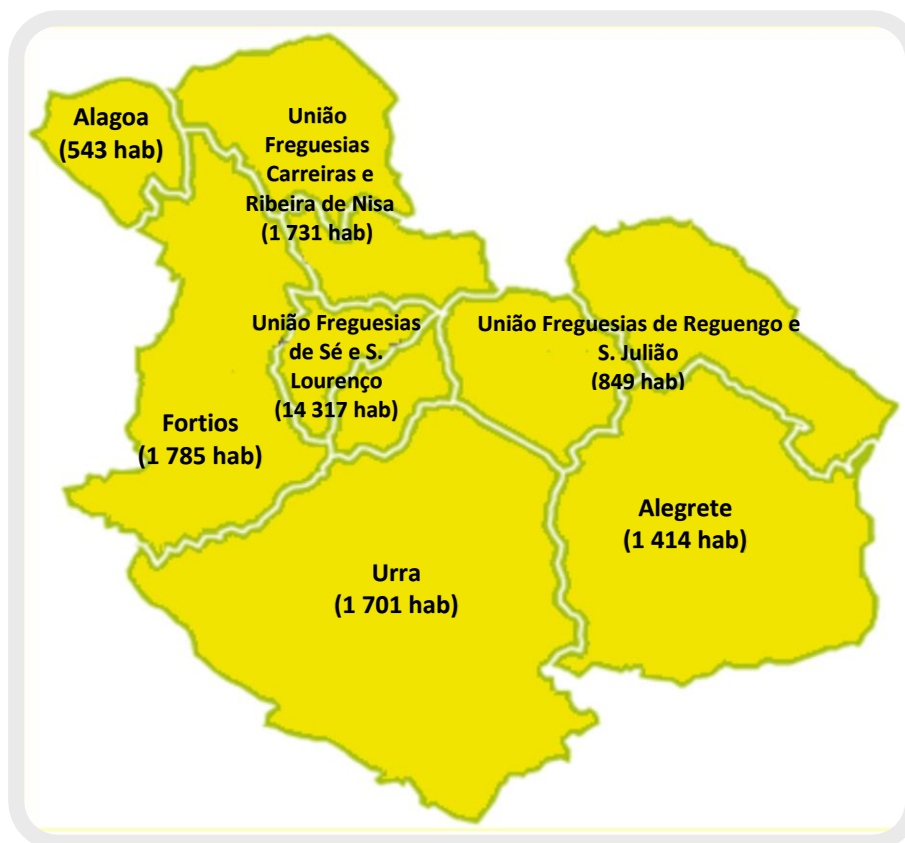 Alagoa
(543 hab)
União
Freguesias
Carreiras e
Ribeira de Nisa
(1 731 hab)
União Freguesias
de Sé e S.
Lourenço
(14 317 hab)
União Freguesias de Reguengo e
S. Julião
(849 hab)
Fortios
(1 785 hab)
Alegrete
(1 414 hab)
Urra
(1 701 hab)